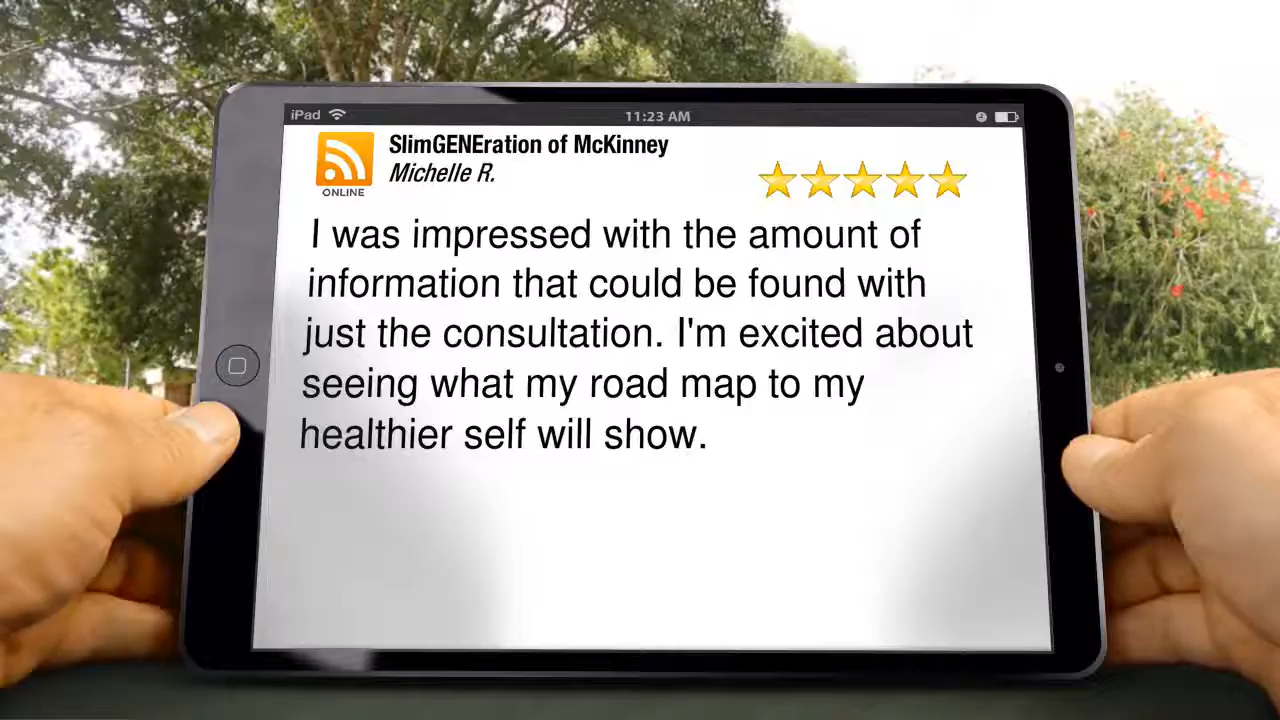 iPad 11:23 AM
SlimGENEration of McKinney
Michelle R.
ONLINE
I was impressed with the amount of
information that could be found with
just the consultation. I'm excited about
seeing what my road map to my
healthier self will show.